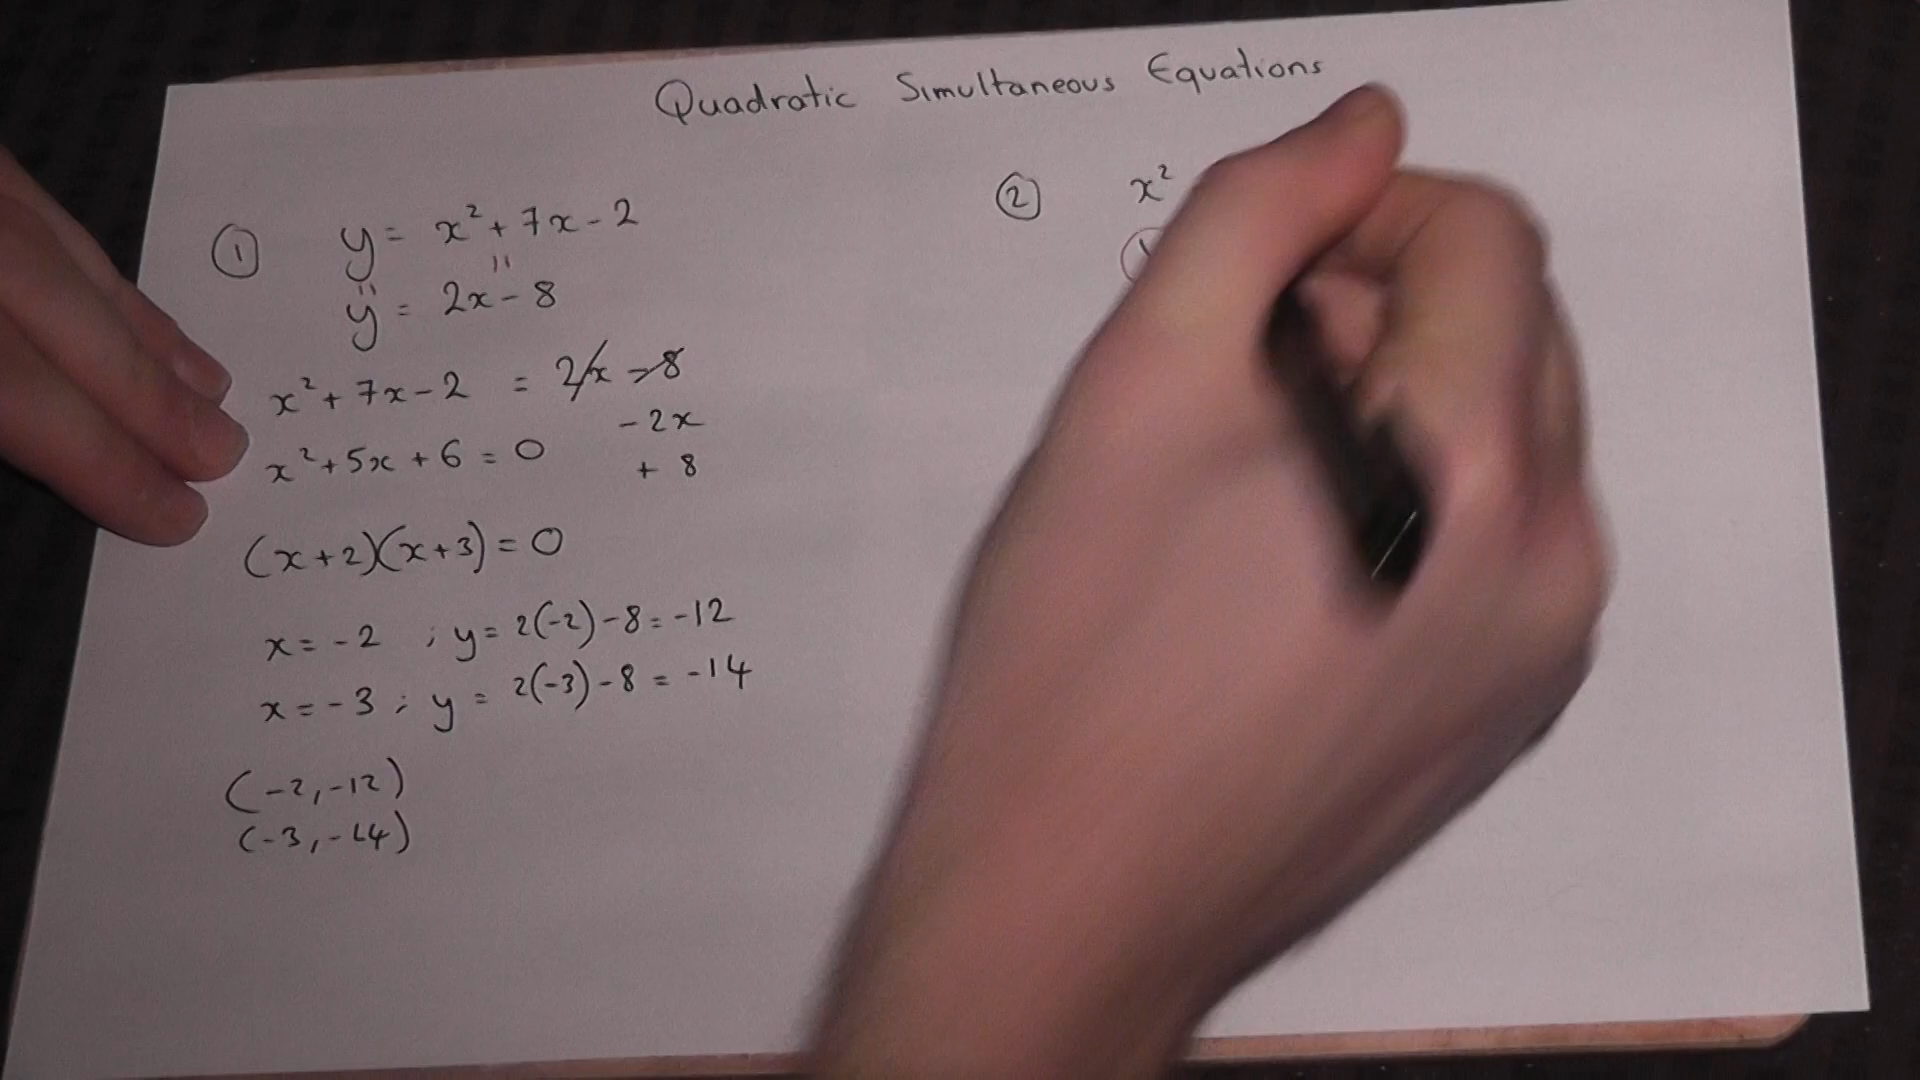 Quadratic Simultaneous Equations
① y = x² + 7x - 2
"
"
y = 2x - 8
x² + 7x - 2 = 2x - 8
- 2x
x² + 5x + 6 = 0
+ 8
(x+2)(x+3) = 0
x = -2 ; y = 2(-2) - 8 = -12
x = -3 ; y = 2(-3) - 8 = -14
(-2, -12)
(-3, -14)
② x²